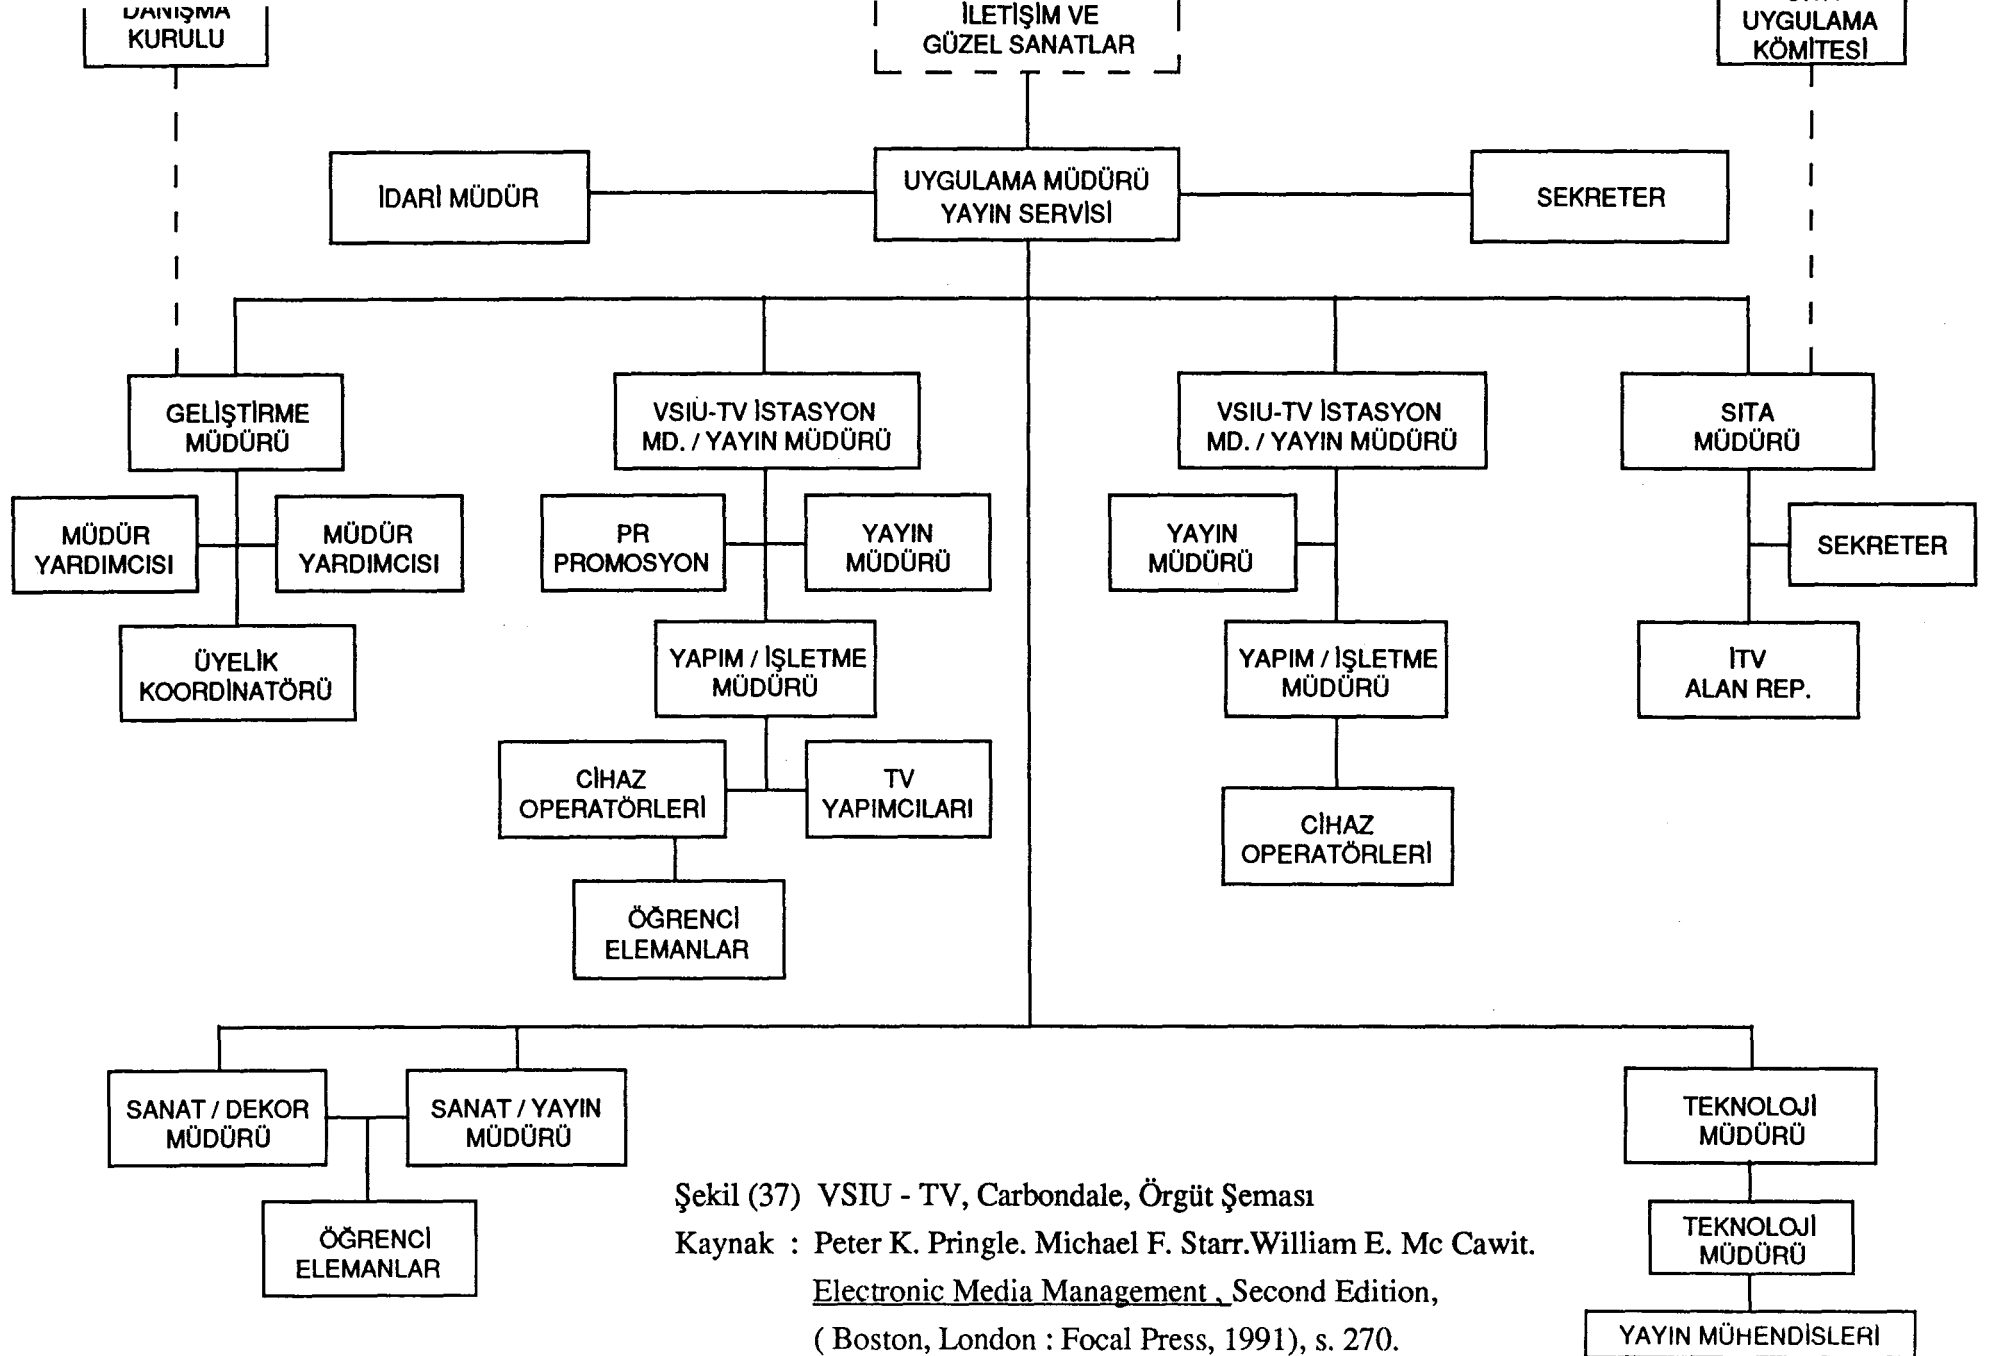 DANIŞMA
KURULU
İLETİŞİM VE
GÜZEL SANATLAR
UYGULAMA
KÖMİTESİ
İDARİ MÜDÜR
UYGULAMA MÜDÜRÜ
YAYIN SERVİSİ
SEKRETER
GELİŞTİRME
MÜDÜRÜ
VSIU-TV İSTASYON
MD. / YAYIN MÜDÜRÜ
VSIU-TV İSTASYON
MD. / YAYIN MÜDÜRÜ
SITA
MÜDÜRÜ
MÜDÜR
YARDIMCISI
MÜDÜR
YARDIMCISI
PR
PROMOSYON
YAYIN
MÜDÜRÜ
YAYIN
MÜDÜRÜ
SEKRETER
ÜYELİK
KOORDİNATÖRÜ
YAPIM / İŞLETME
MÜDÜRÜ
YAPIM / İŞLETME
MÜDÜRÜ
İTV
ALAN REP.
CİHAZ
OPERATÖRLERİ
TV
YAPIMCILARI
CİHAZ
OPERATÖRLERİ
ÖĞRENCİ
ELEMANLAR
SANAT / DEKOR
MÜDÜRÜ
SANAT / YAYIN
MÜDÜRÜ
TEKNOLOJİ
MÜDÜRÜ
ÖĞRENCİ
ELEMANLAR
TEKNOLOJİ
MÜDÜRÜ
YAYIN MÜHENDİSLERİ
Şekil (37) VSIU - TV, Carbondale, Örgüt Şeması
Kaynak : Peter K. Pringle. Michael F. Starr.William E. Mc Cawit.
Electronic Media Management , Second Edition,
( Boston, London : Focal Press, 1991), s. 270.